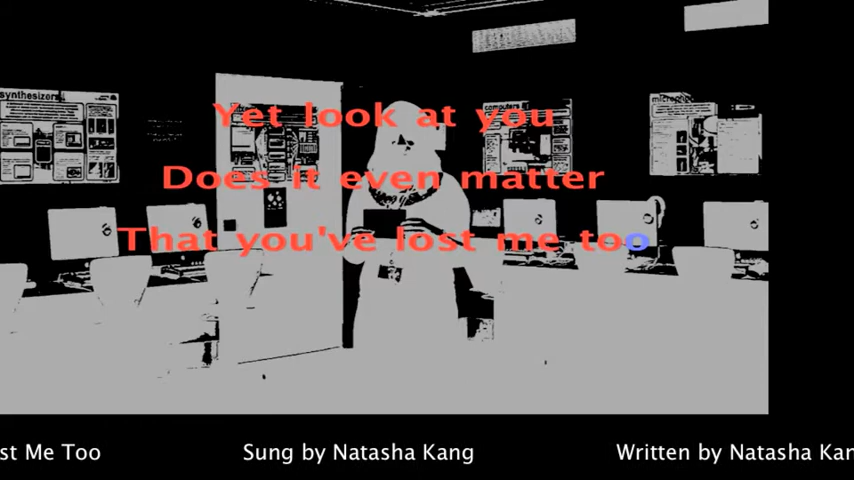 synthesizers
computers
Yet look at you
Does it even matter
That you've lost me too
st Me Too
Sung by Natasha Kang
Written by Natasha Kan